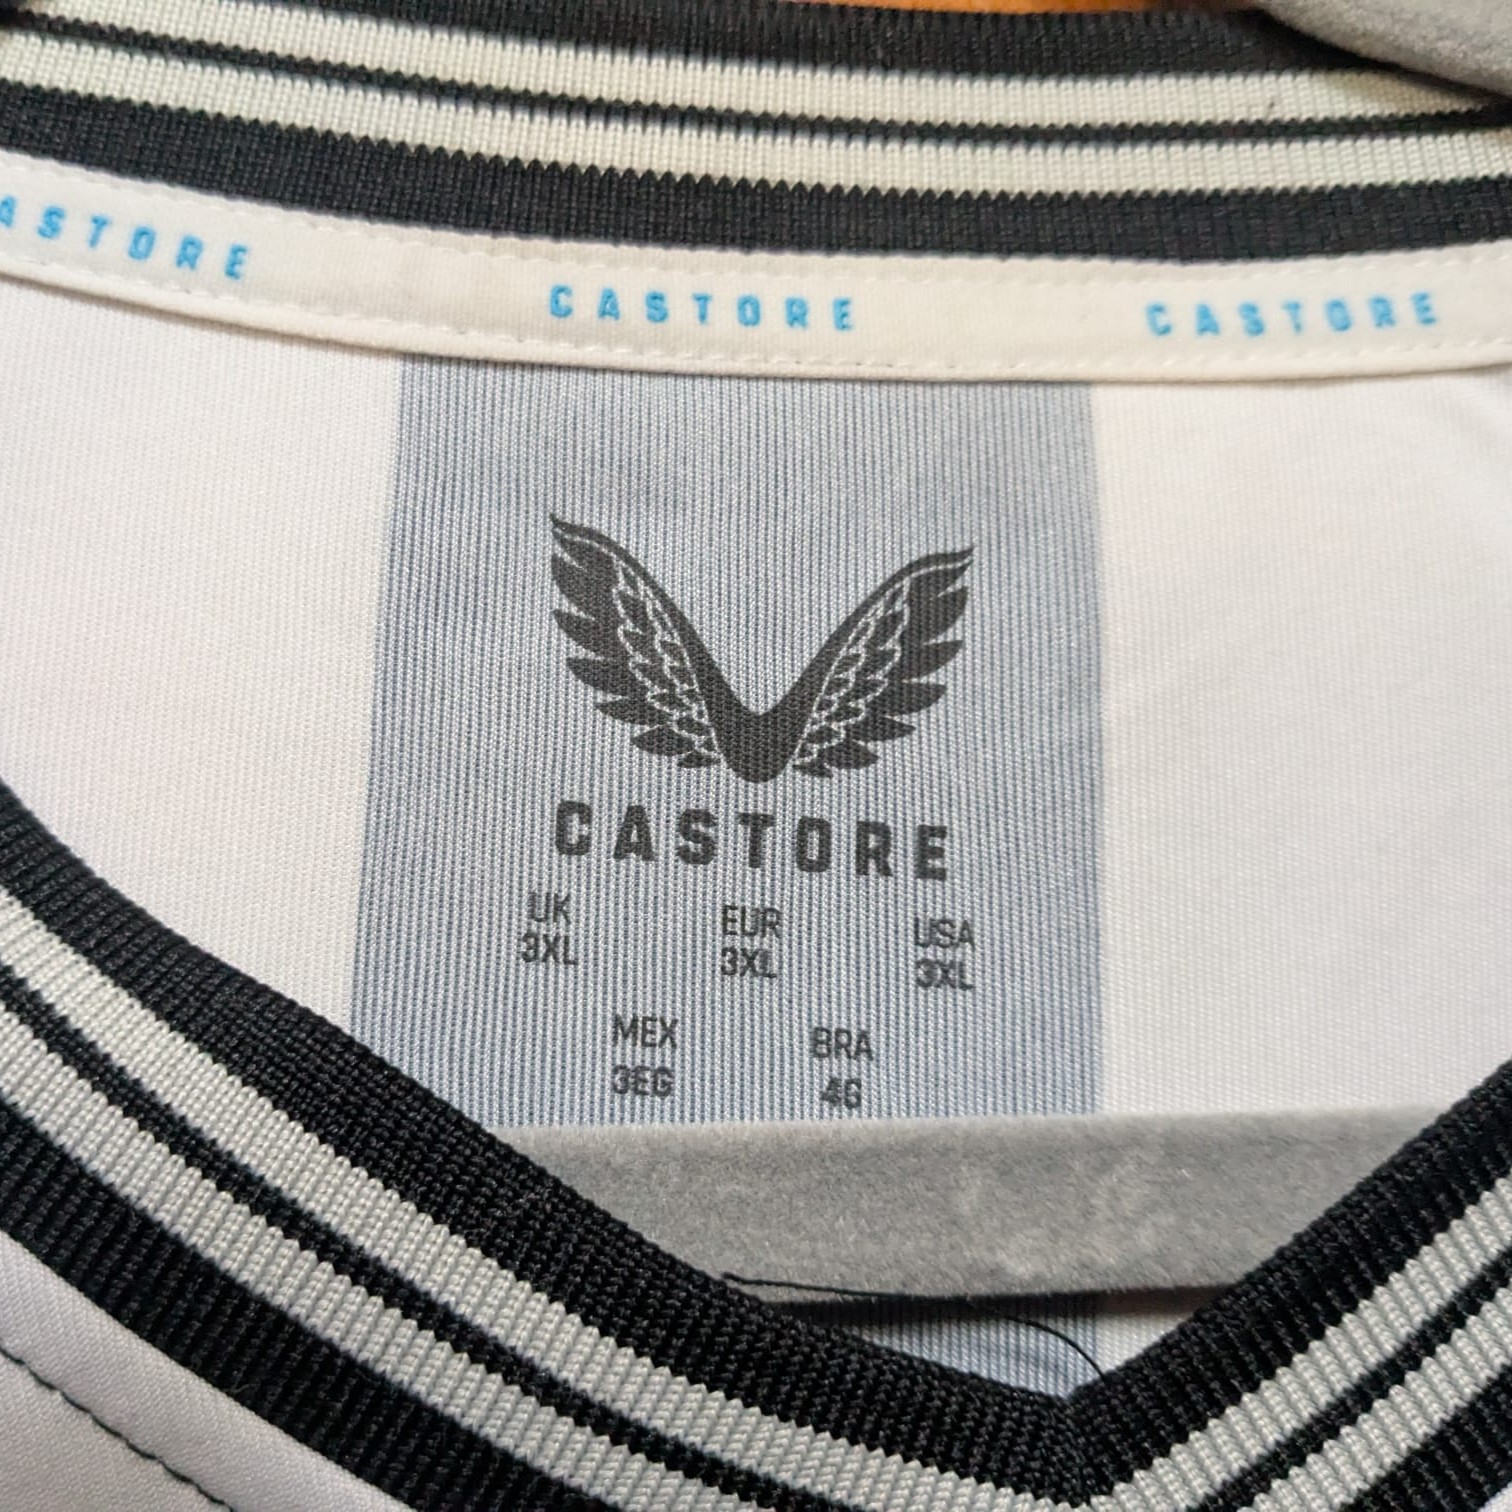 ASTORE CASTORE CASTORE
CASTORE
UK EUR USA
3XL 3XL 3XL
MEX BRA
3EG 4G